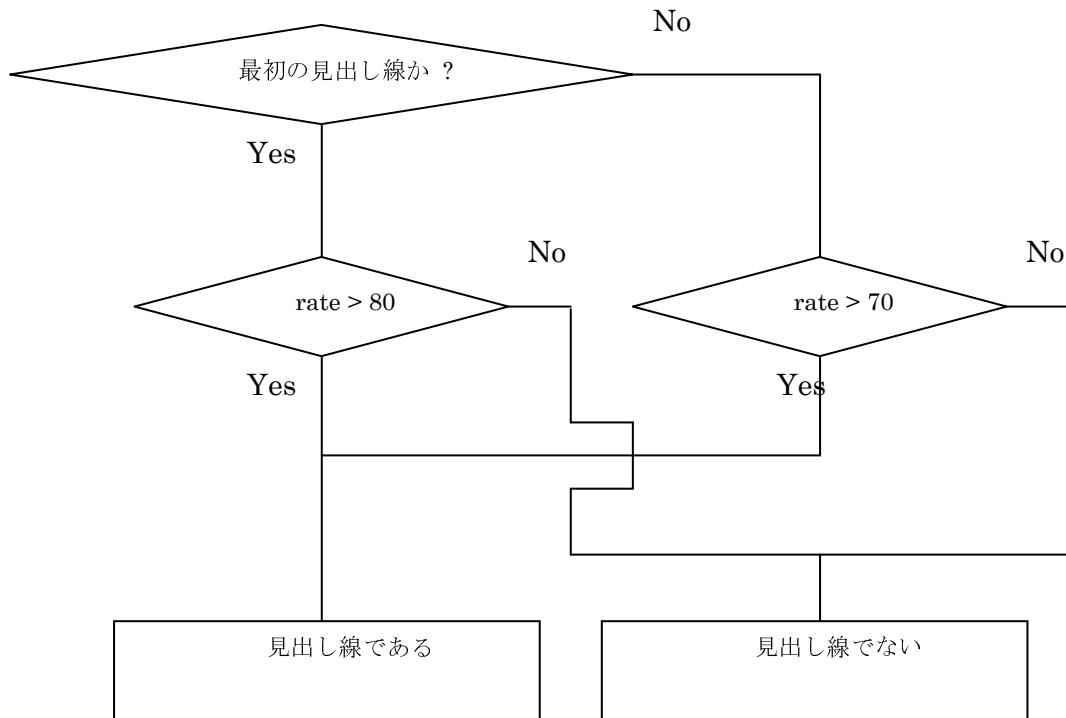 No
最初の見出し線か ?
Yes
No
No
rate > 80
rate > 70
Yes
Yes
見出し線である
見出し線でない